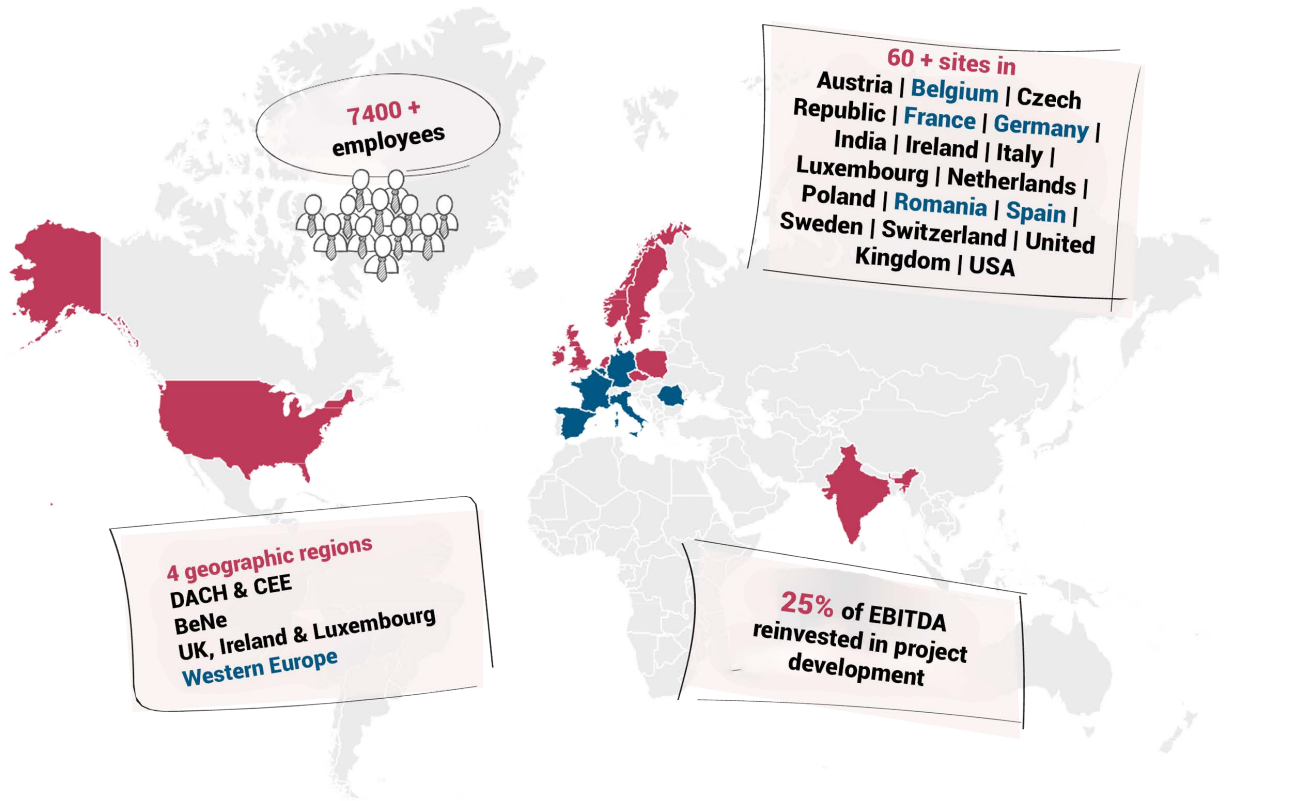 7400 +
employees
60 + sites in
Austria | Belgium | Czech
Republic | France | Germany |
India | Ireland | Italy |
Luxembourg | Netherlands |
Poland | Romania | Spain |
Sweden | Switzerland | United
Kingdom | USA
4 geographic regions
DACH & CEE
BeNe
UK, Ireland & Luxembourg
Western Europe
25% of EBITDA
reinvested in project
development